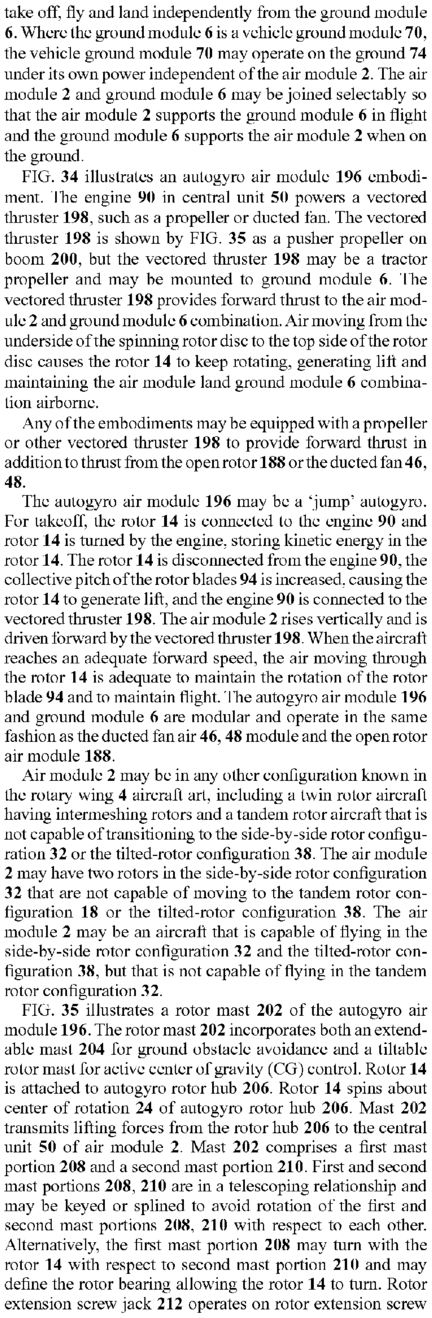 take off, fly and land independently from the ground module
6. Where the ground module 6 is a vehicle ground module 70,
the vehicle ground module 70 may operate on the ground 74
under its own power independent of the air module 2. The air
module 2 and ground module 6 may be joined selectably so
that the air module 2 supports the ground module 6 in flight
and the ground module 6 supports the air module 2 when on
the ground.
FIG. 34 illustrates an autogyro air module 196 embodi-
ment. The engine 90 in central unit 50 powers a vectored
thruster 198, such as a propeller or ducted fan. The vectored
thruster 198 is shown by FIG. 35 as a pusher propeller on
boom 200, but the vectored thruster 198 may be a tractor
propeller and may be mounted to ground module 6. The
vectored thruster 198 provides forward thrust to the air mod-
ule 2 and ground module 6 combination. Air moving from the
underside of the spinning rotor disc to the top side of the rotor
disc causes the rotor 14 to keep rotating, generating lift and
maintaining the air module land ground module 6 combina-
tion airborne.
Any of the embodiments may be equipped with a propeller
or other vectored thruster 198 to provide forward thrust in
addition to thrust from the open rotor 188 or the ducted fan 46,
48.
The autogyro air module 196 may be a ‘jump’ autogyro.
For takeoff, the rotor 14 is connected to the engine 90 and
rotor 14 is turned by the engine, storing kinetic energy in the
rotor 14. The rotor 14 is disconnected from the engine 90, the
collective pitch of the rotor blades 94 is increased, causing the
rotor 14 to generate lift, and the engine 90 is connected to the
vectored thruster 198. The air module 2 rises vertically and is
driven forward by the vectored thruster 198. When the aircraft
reaches an adequate forward speed, the air moving through
the rotor 14 is adequate to maintain the rotation of the rotor
blade 94 and to maintain flight. The autogyro air module 196
and ground module 6 are modular and operate in the same
fashion as the ducted fan air 46, 48 module and the open rotor
air module 188.
Air module 2 may be in any other configuration known in
the rotary wing 4 aircraft art, including a twin rotor aircraft
having intermeshing rotors and a tandem rotor aircraft that is
not capable of transitioning to the side-by-side rotor configu-
ration 32 or the tilted-rotor configuration 38. The air module
2 may have two rotors in the side-by-side rotor configuration
32 that are not capable of moving to the tandem rotor con-
figuration 18 or the tilted-rotor configuration 38. The air
module 2 may be an aircraft that is capable of flying in the
side-by-side rotor configuration 32 and the tilted-rotor con-
figuration 38, but that is not capable of flying in the tandem
rotor configuration 32.
FIG. 35 illustrates a rotor mast 202 of the autogyro air
module 196. The rotor mast 202 incorporates both an extend-
able mast 204 for ground obstacle avoidance and a tiltable
rotor mast for active center of gravity (CG) control. Rotor 14
is attached to autogyro rotor hub 206. Rotor 14 spins about
center of rotation 24 of autogyro rotor hub 206. Mast 202
transmits lifting forces from the rotor hub 206 to the central
unit 50 of air module 2. Mast 202 comprises a first mast
portion 208 and a second mast portion 210. First and second
mast portions 208, 210 are in a telescoping relationship and
may be keyed or splined to avoid rotation of the first and
second mast portions 208, 210 with respect to each other.
Alternatively, the first mast portion 208 may turn with the
rotor 14 with respect to second mast portion 210 and may
define the rotor bearing allowing the rotor 14 to turn. Rotor
extension screw jack 212 operates on rotor extension screw